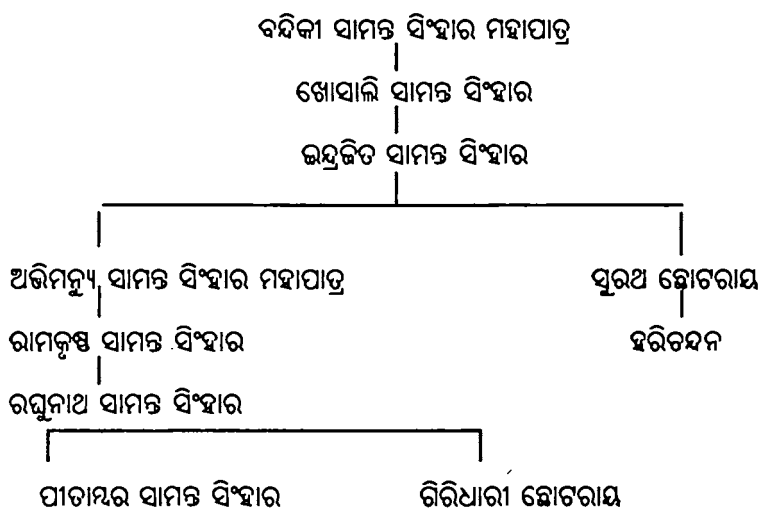 ବନ୍ଦିକୀ ସାମନ୍ତ ସିଂହାର ମହାପାତ୍ର
ଖୋସାଲି ସାମନ୍ତ ସିଂହାର
ଇନ୍ଦ୍ରଜିତ ସାମନ୍ତ ସିଂହାର
ଅଭିମନ୍ୟୁ ସାମନ୍ତ ସିଂହାର ମହାପାତ୍ର ସୁରଥ ଛୋଟରାୟ
ରାମକୃଷ୍ଣ ସାମନ୍ତ ସିଂହାର ହରିଚନ୍ଦନ
ରଘୁନାଥ ସାମନ୍ତ ସିଂହାର
ପୀତାମ୍ବର ସାମନ୍ତ ସିଂହାର ଗିରିଧାରୀ ଛୋଟରାୟ